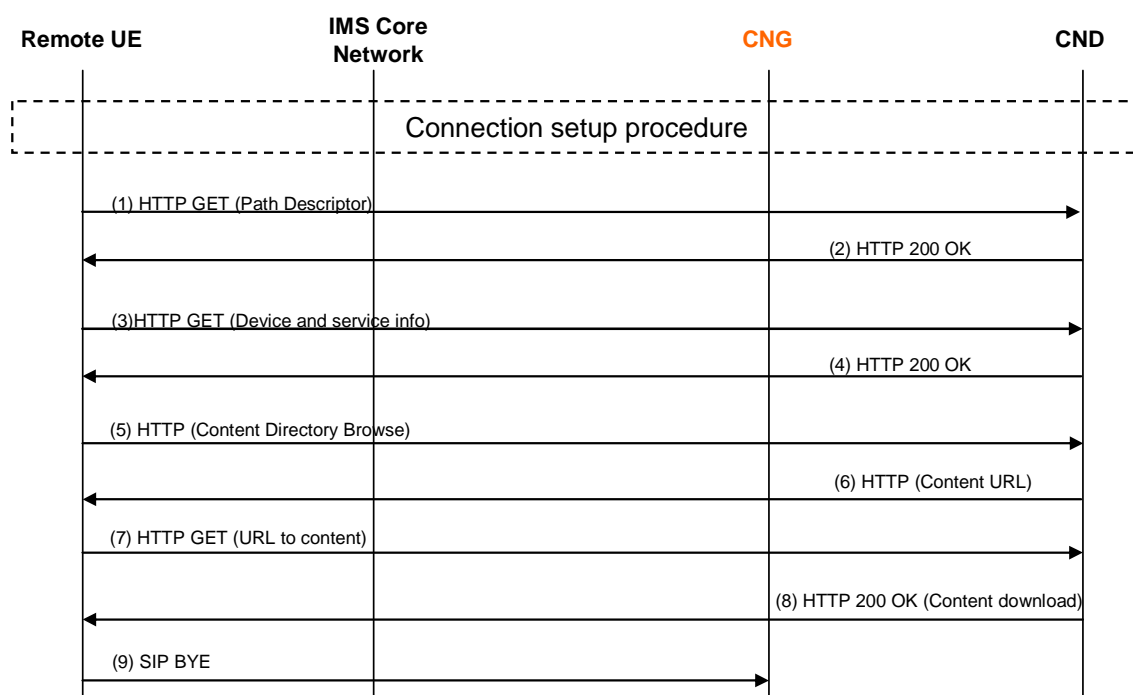 Remote UE
IMS Core
Network
CNG
CND
Connection setup procedure
(1) HTTP GET (Path Descriptor)
(2) HTTP 200 OK
(3)HTTP GET (Device and service info)
(4) HTTP 200 OK
(5) HTTP (Content Directory Browse)
(6) HTTP (Content URL)
(7) HTTP GET (URL to content)
(8) HTTP 200 OK (Content download)
(9) SIP BYE